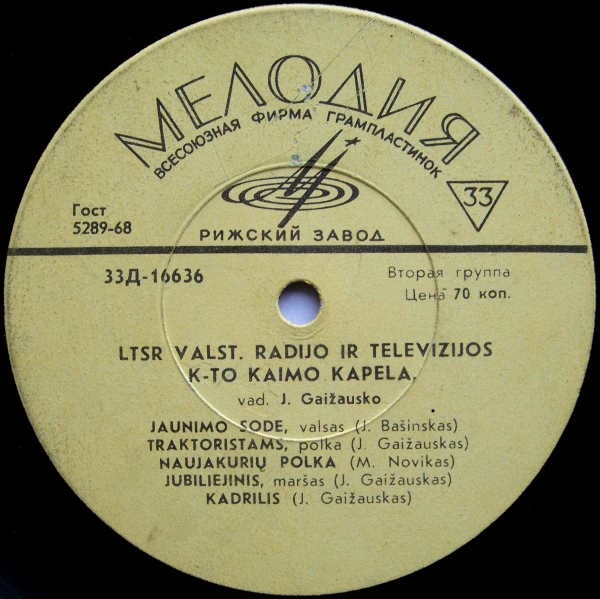 МЕЛОДИЯ
ВСЕСОЮЗНАЯ ФИРМА ГРАМПЛАСТИНОК
33
Гост
5289-68
РИЖСКИЙ ЗАВОД
33Д-16636
Вторая группа
Цена 70 коп.
LTSR VALST. RADIJO IR TELEVIZIJOS
K-TO KAIMO KAPELA,
vad. J. Gaižausko
JAUNIMO SODE, valsas (J. Bašinskas)
TRAKTORISTAMS, polka (J. Gaižauskas)
NAUJAKURIŲ POLKA (M. Novikas)
JUBILIEJINIS, maršas (J. Gaižauskas)
KADRILIS (J. Gaižauskas)